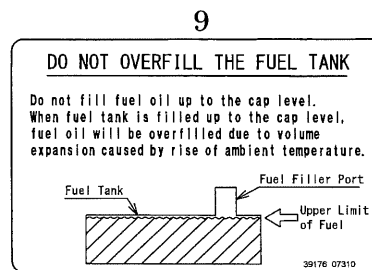 9
DO NOT OVERFILL THE FUEL TANK
Do not fill fuel oil up to the cap level.
When fuel tank is filled up to the cap level,
fuel oil will be overfilled due to volume
expansion caused by rise of ambient temperature.
Fuel Tank
Fuel Filler Port
Upper Limit
of Fuel
39176 07310